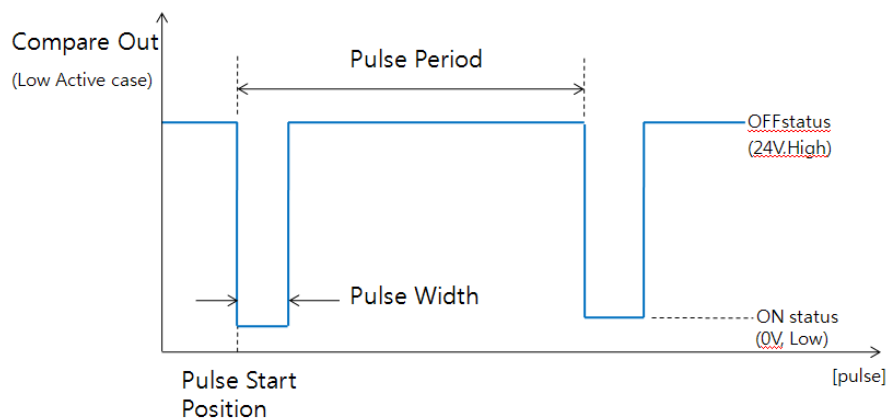 Compare Out
(Low Active case)
Pulse Period
OFFstatus
(24V.High)
Pulse Width
ON status
(0V, Low)
[pulse]
Pulse Start
Position